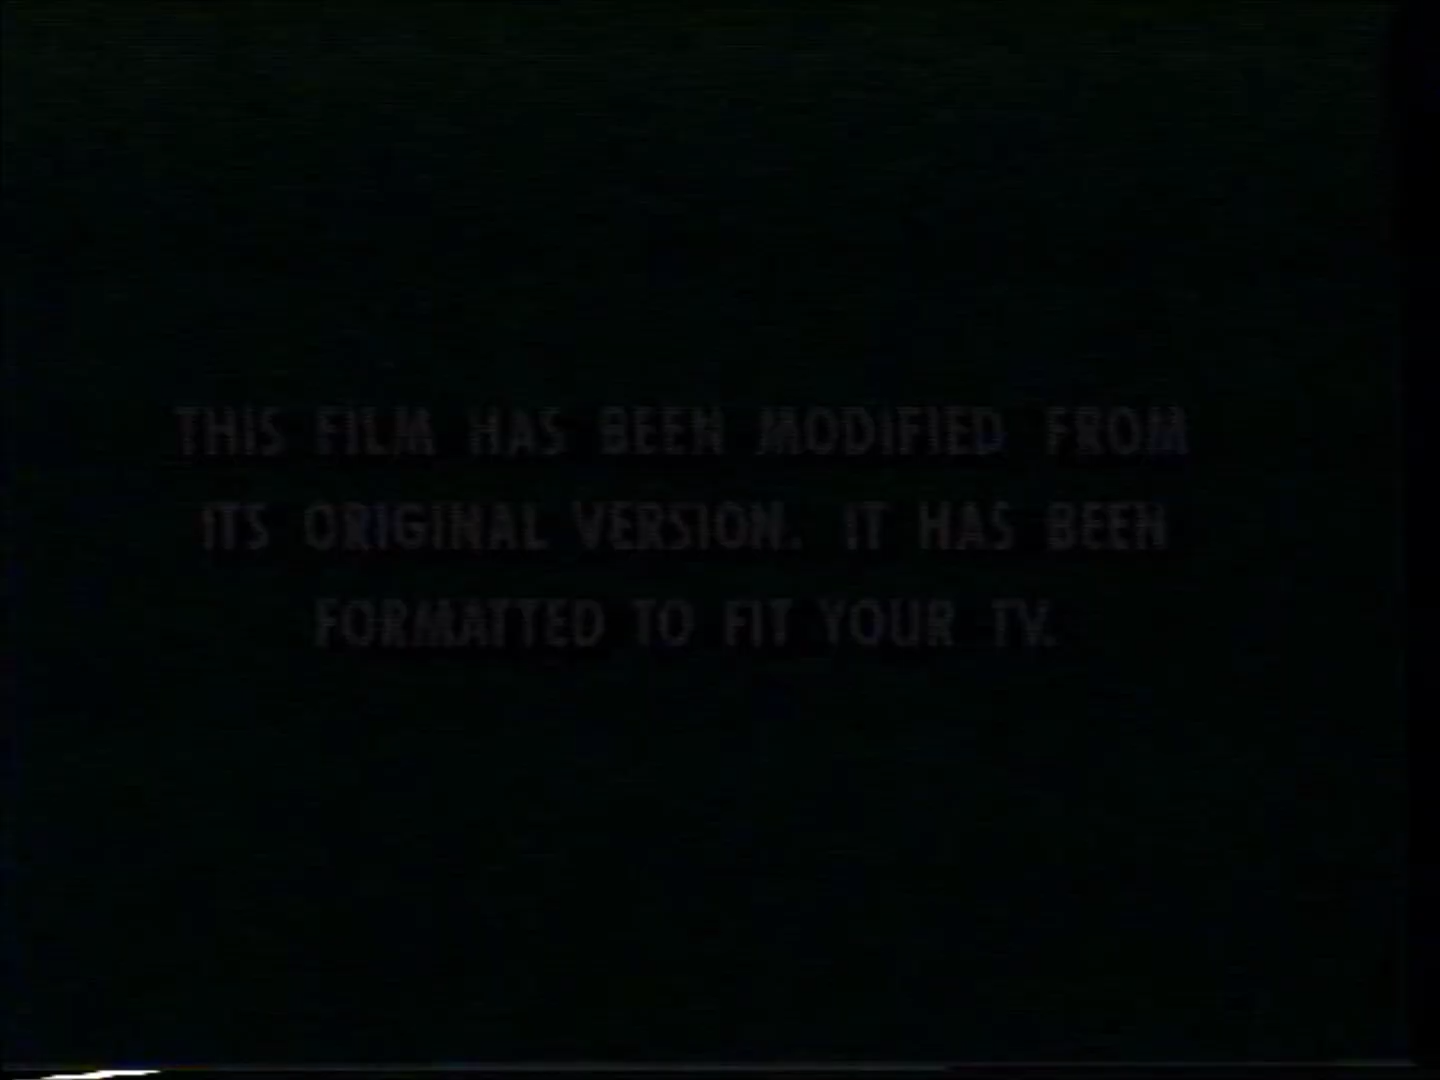 THIS FILM HAS BEEN MODIFIED FROM
ITS ORIGINAL VERSION. IT HAS BEEN
FORMATTED TO FIT YOUR TV.